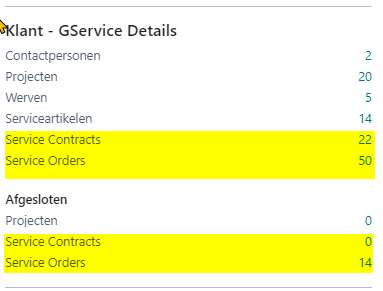 Klant - GService Details
Contactpersonen 2
Projecten 20
Werven 5
Serviceartikelen 14
Service Contracts 22
Service Orders 50
Afgesloten
Projecten 0
Service Contracts 0
Service Orders 14